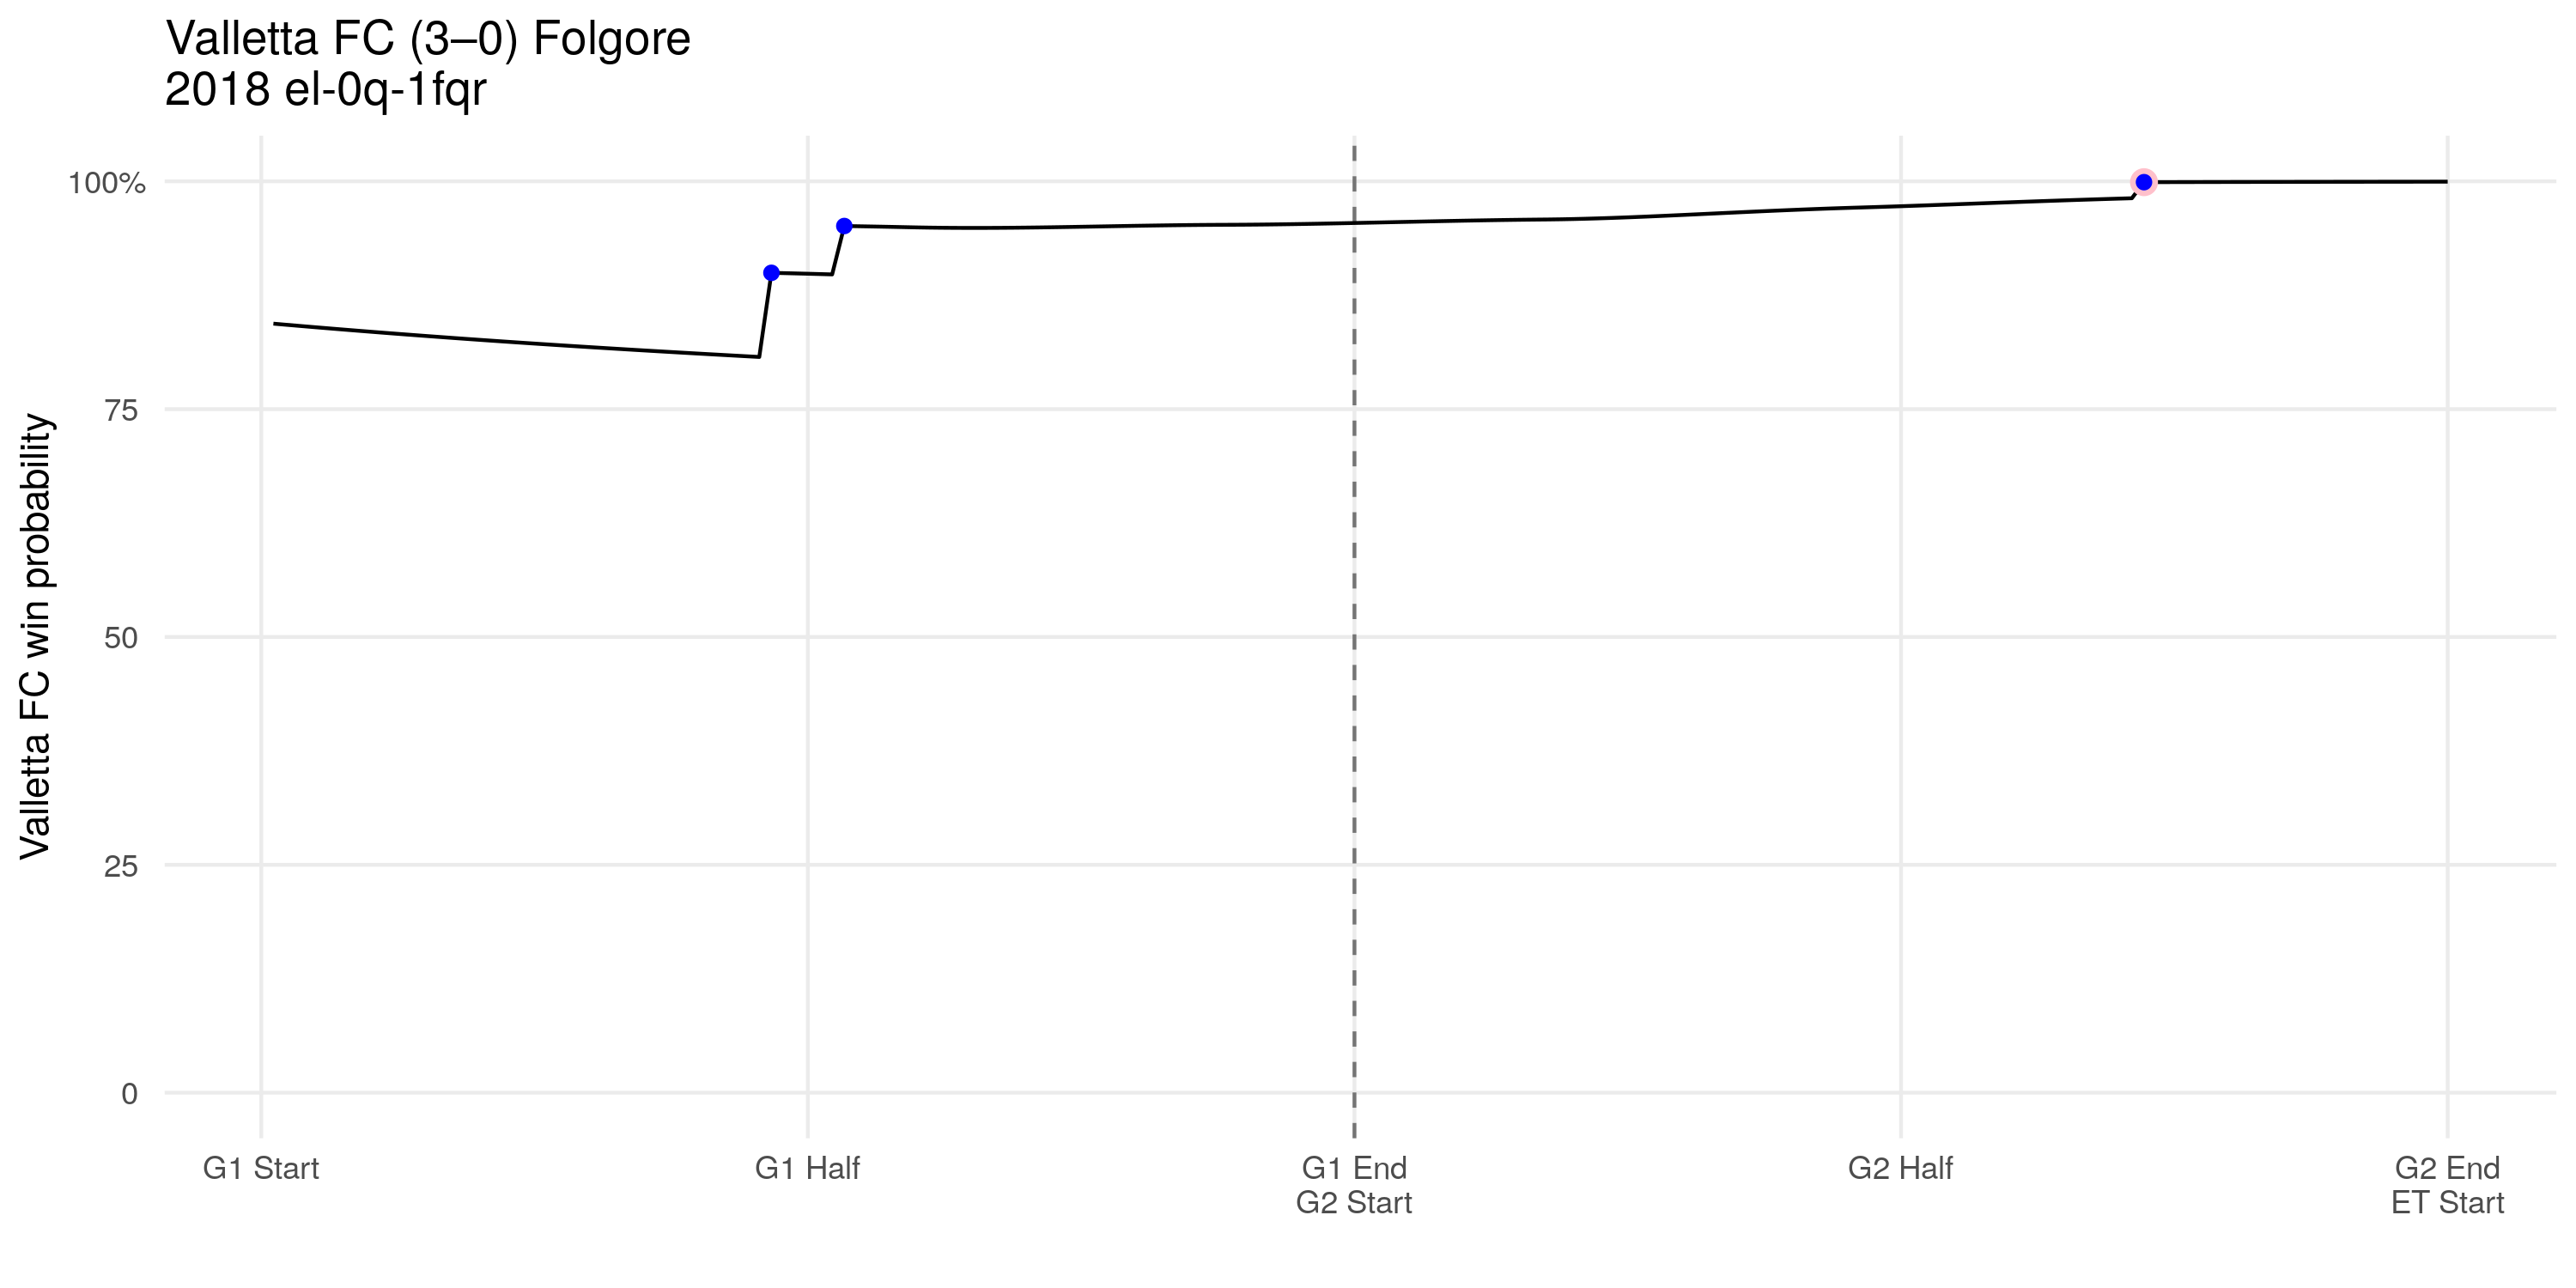 Valletta FC (3–0) Folgore
2018 el-0q-1fqr
Valletta FC win probability
100%
75
50
25
0
G1 Start
G1 Half
G1 End
G2 Start
G2 Half
G2 End
ET Start